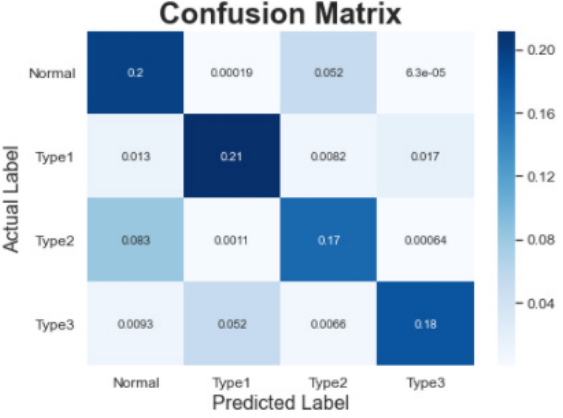 Confusion Matrix
Normal 0.2 0.00019 0.052 6.3e-05
Type1 0.013 0.21 0.0082 0.017
Type2 0.083 0.0011 0.17 0.00064
Type3 0.0093 0.052 0.0066 0.18
Normal Type1 Type2 Type3
Predicted Label
Actual Label
0.20
0.16
0.12
0.08
0.04